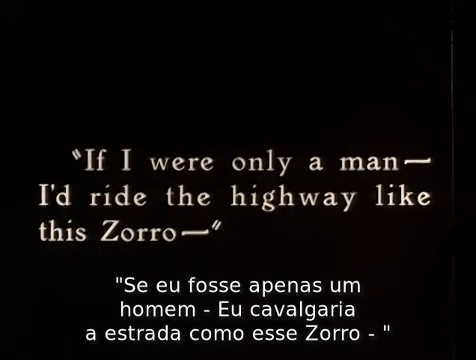 "If I were only a man—
I'd ride the highway like
this Zorro—"
"Se eu fosse apenas um
homem - Eu cavalgaria
a estrada como esse Zorro - "